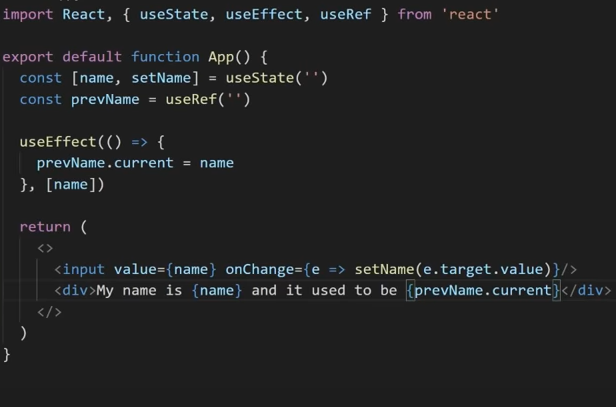 import React, { useState, useEffect, useRef } from 'react'
export default function App() {
const [name, setName] = useState('')
const prevName = useRef('')
useEffect(() => {
prevName.current = name
}, [name])
return (
<>
<input value={name} onChange={e => setName(e.target.value)}/>
<div>My name is {name} and it used to be {prevName.current}</div>
</>
)
}